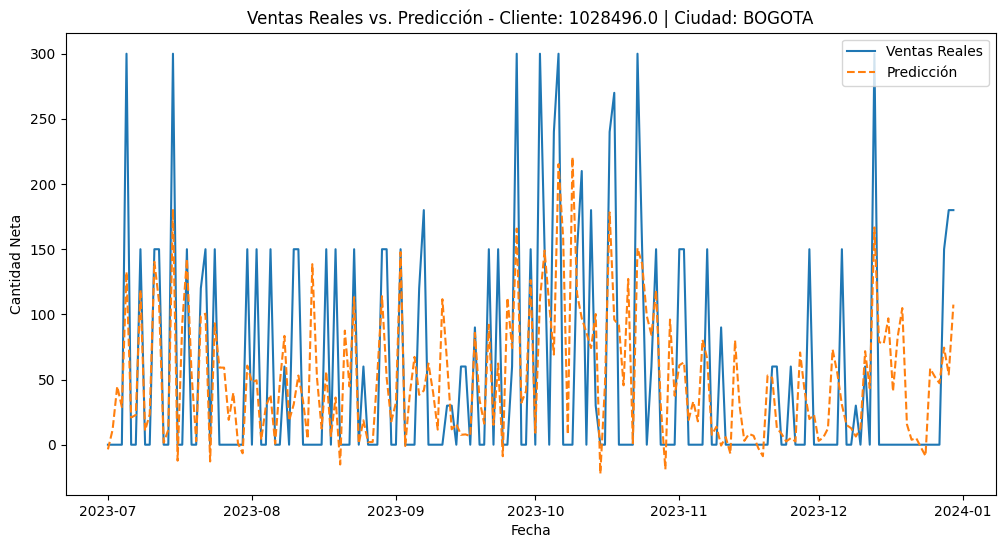 Ventas Reales vs. Predicción - Cliente: 1028496.0 | Ciudad: BOGOTA
Ventas Reales
Predicción
Cantidad Neta
300
250
200
150
100
50
0
2023-07
2023-08
2023-09
2023-10
2023-11
2023-12
2024-01
Fecha